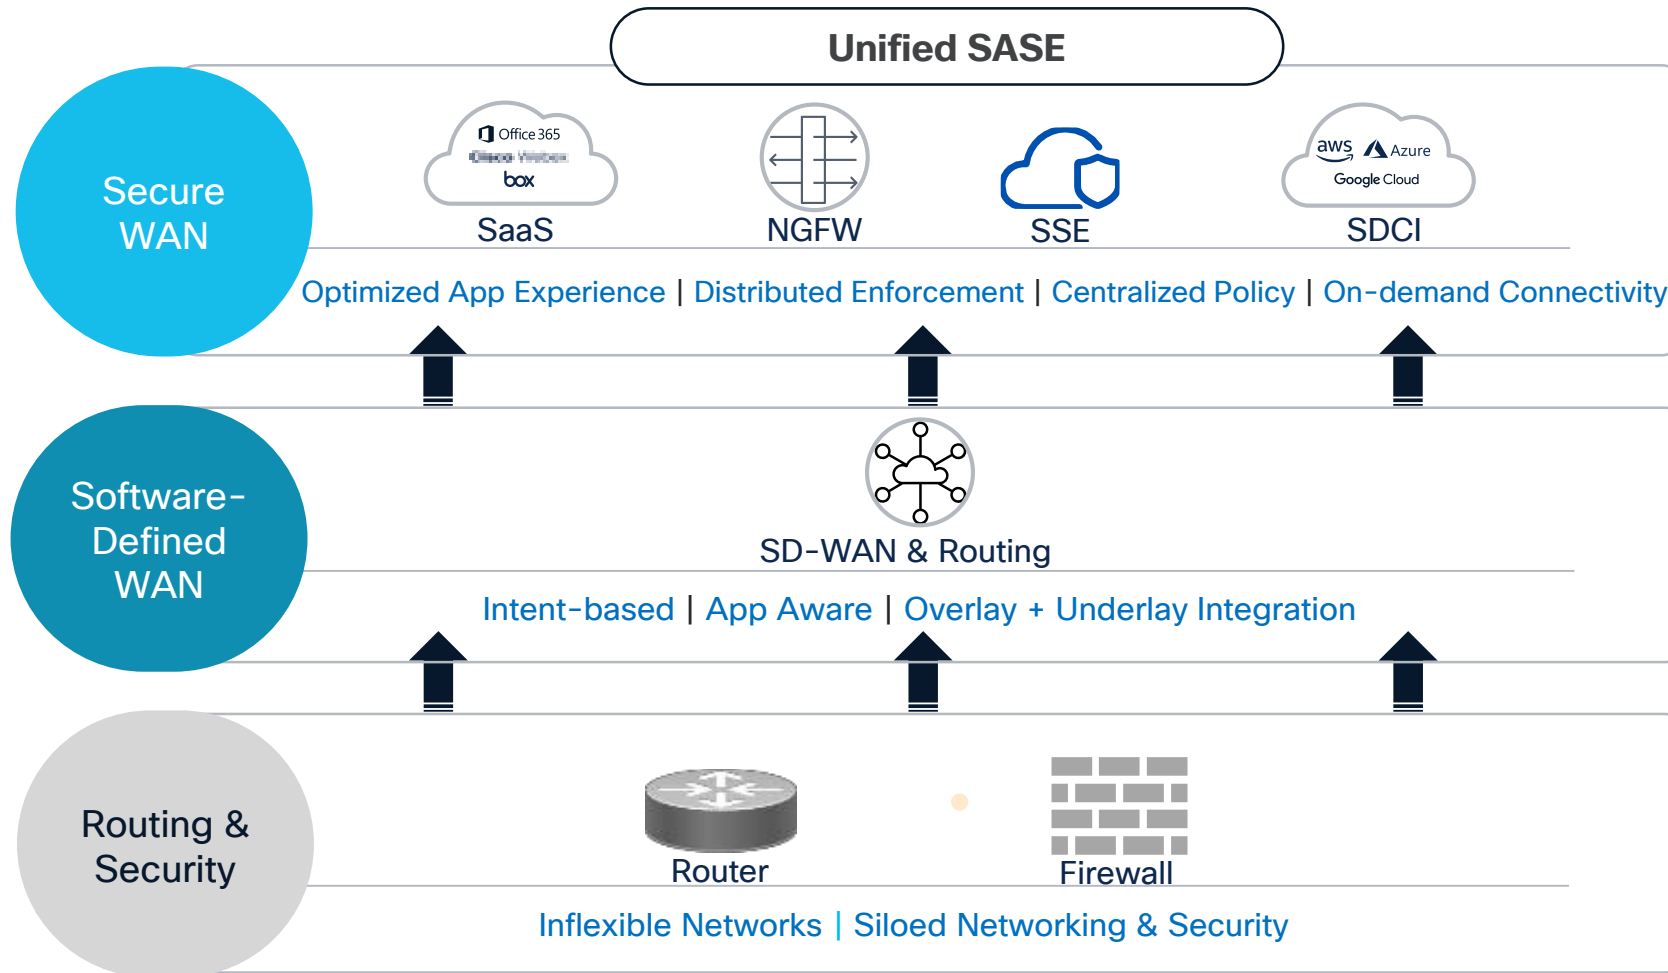 Unified SASE
Secure
WAN
Office 365
box
SaaS
NGFW
SSE
aws
Azure
Google Cloud
SDCI
Optimized App Experience | Distributed Enforcement | Centralized Policy | On-demand Connectivity
Software-
Defined
WAN
SD-WAN & Routing
Intent-based | App Aware | Overlay + Underlay Integration
Routing &
Security
Router
Firewall
Inflexible Networks | Siloed Networking & Security